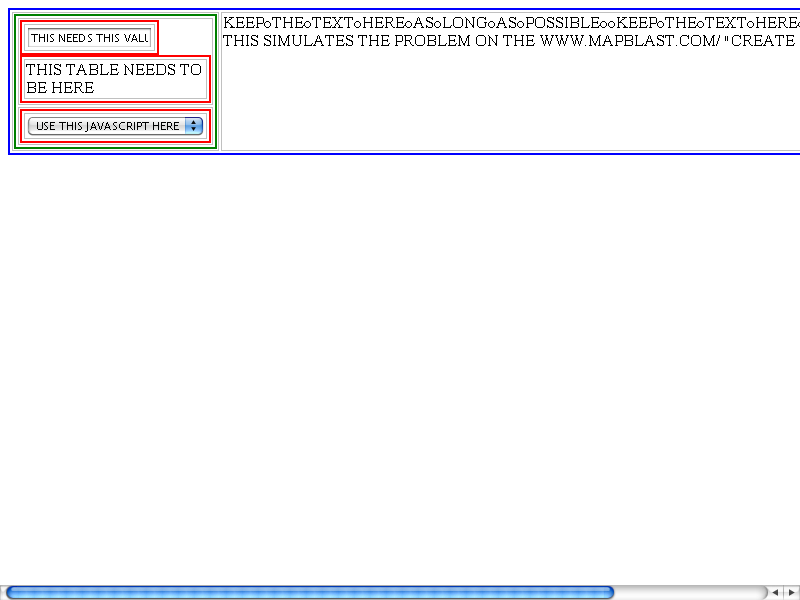 THIS NEEDS THIS VALU
THIS TABLE NEEDS TO
BE HERE
USE THIS JAVASCRIPT HERE
KEEPoTHEoTEXToHEREoASoLONGoASoPOSSIBLEooKEEPoTHEoTEXToHEREo
THIS SIMULATES THE PROBLEM ON THE WWW.MAPBLAST.COM/ "CREATE